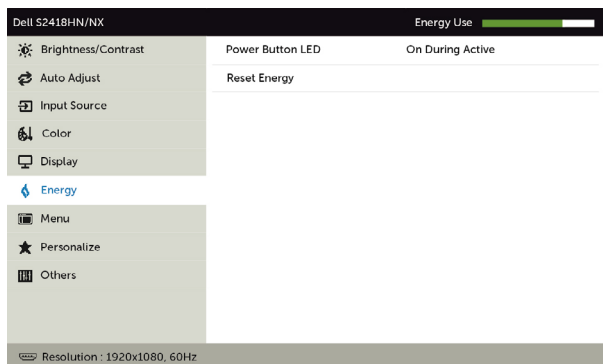 Dell S2418HN/NX
Energy Use
Brightness/Contrast
Power Button LED
On During Active
Auto Adjust
Reset Energy
Input Source
Color
Display
Energy
Menu
Personalize
Others
Resolution : 1920x1080, 60Hz